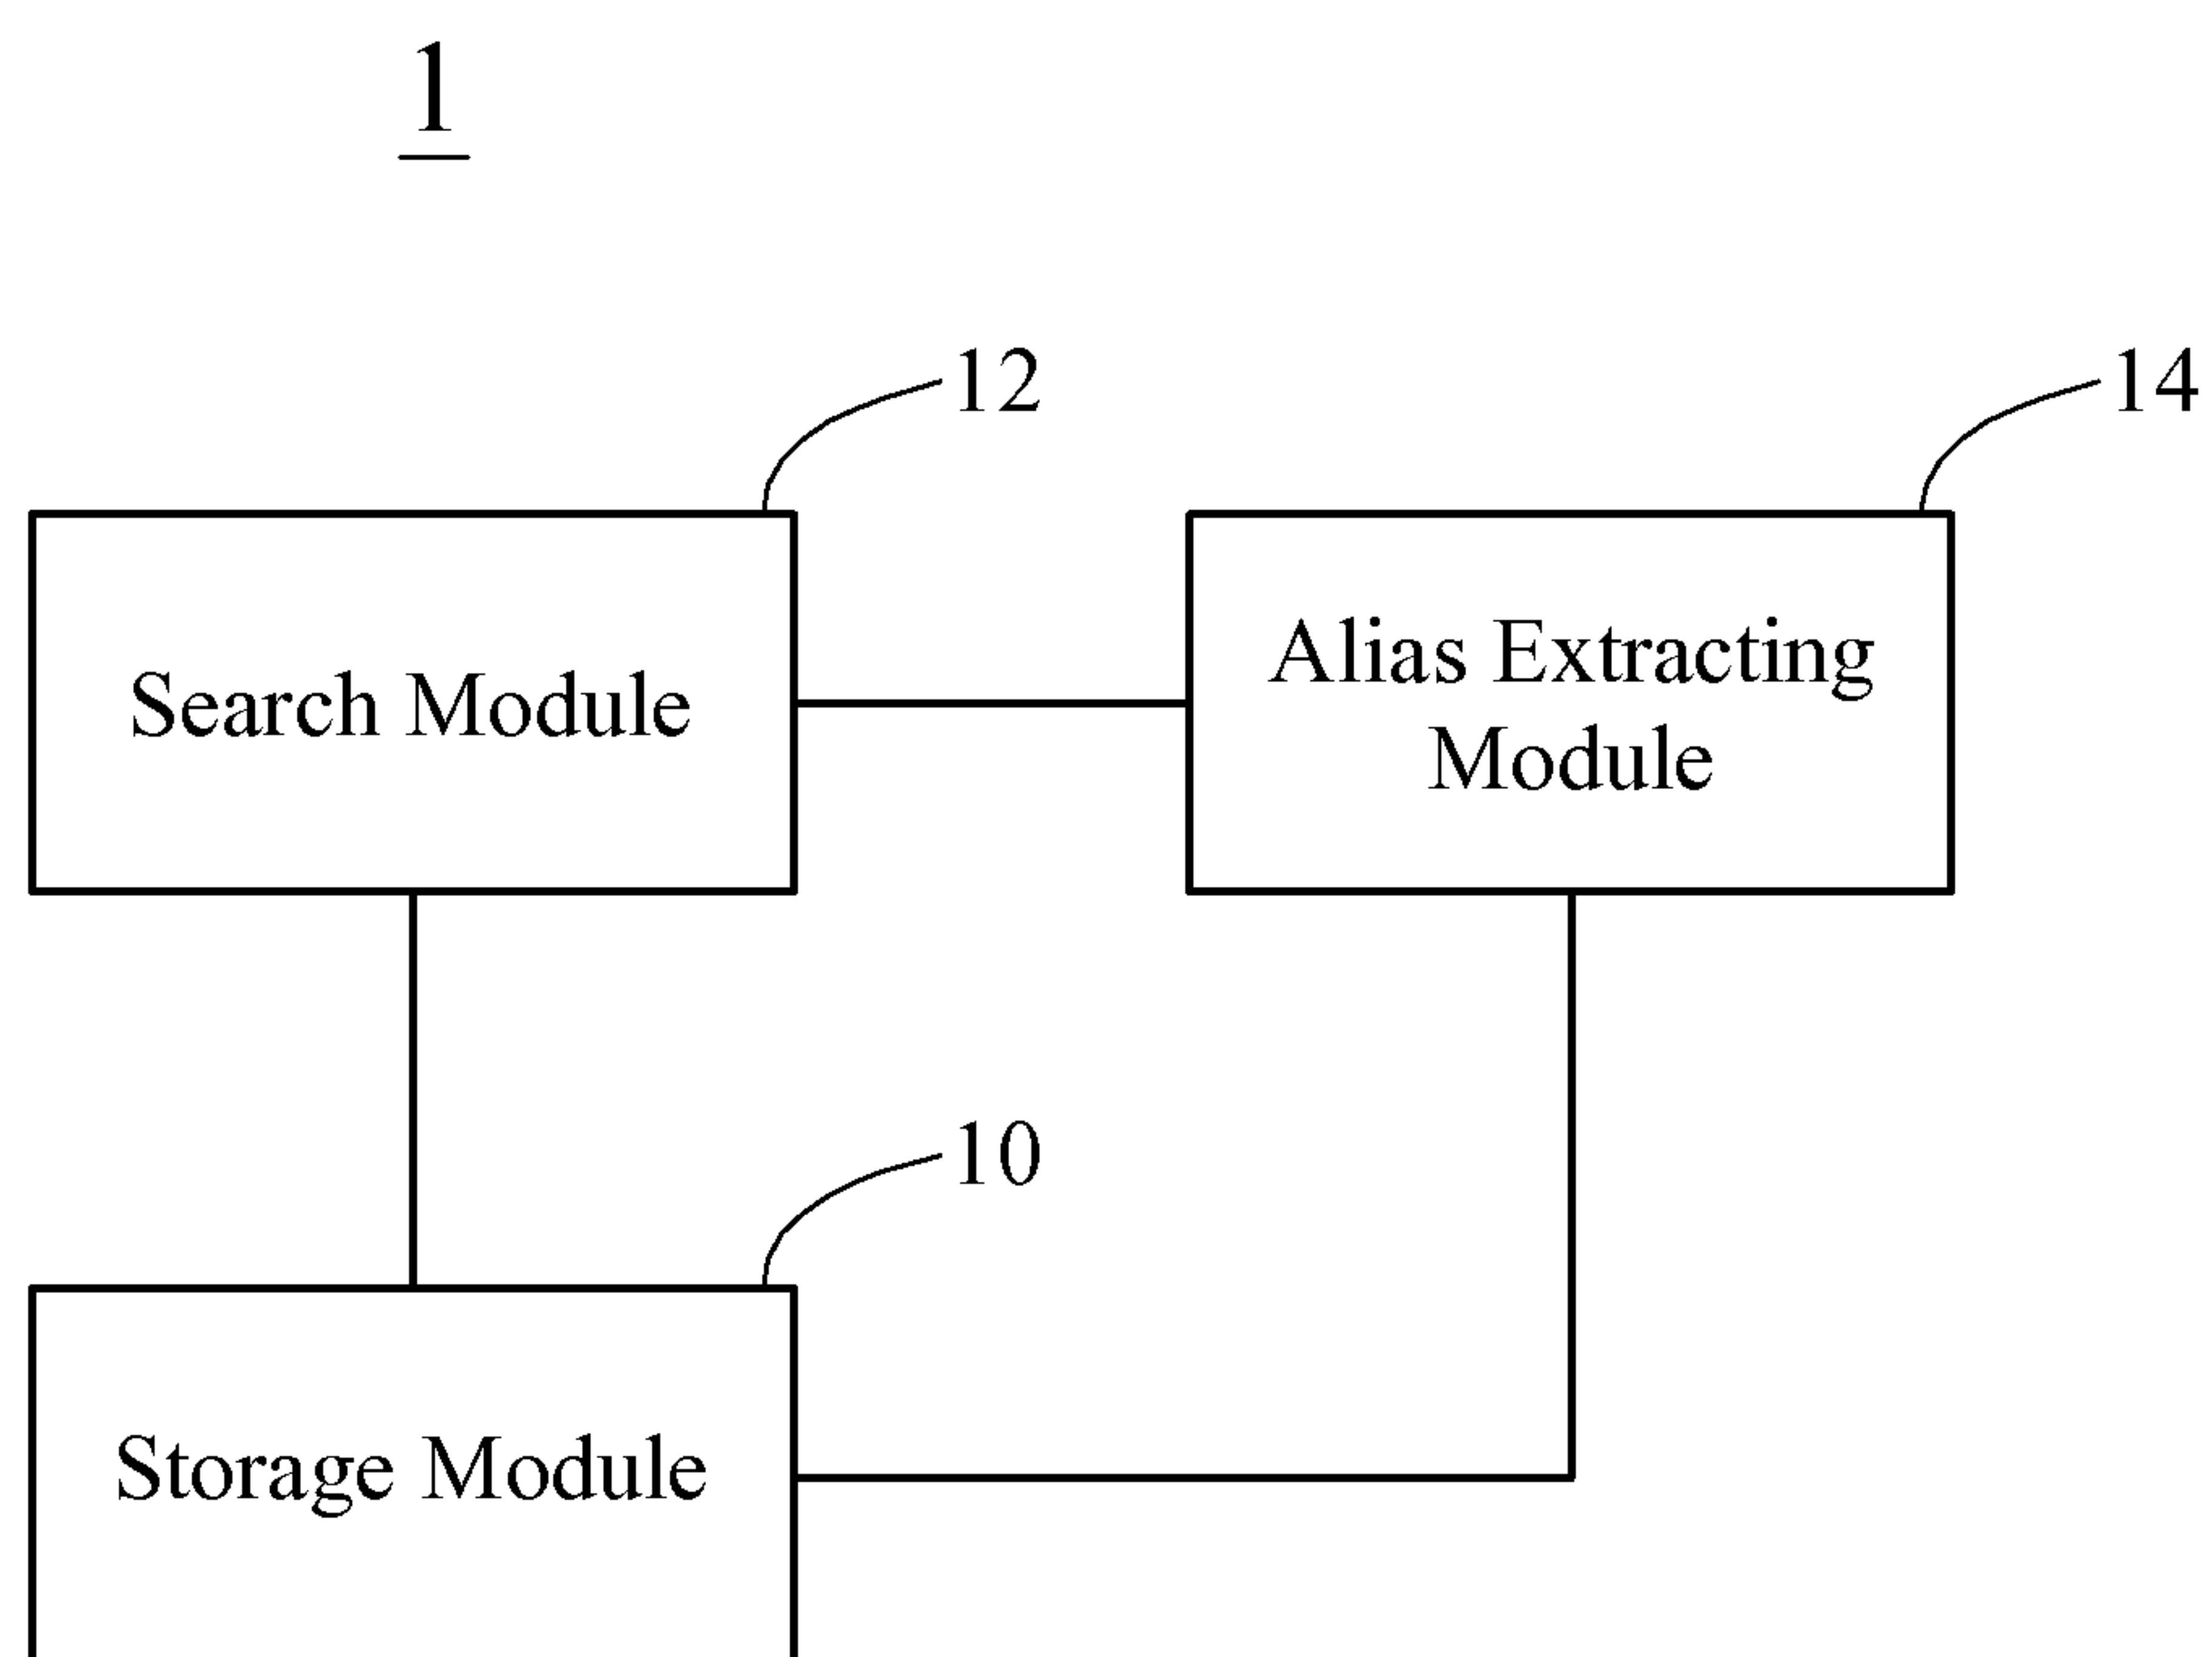 1
12
14
Search Module
Alias Extracting
Module
10
Storage Module